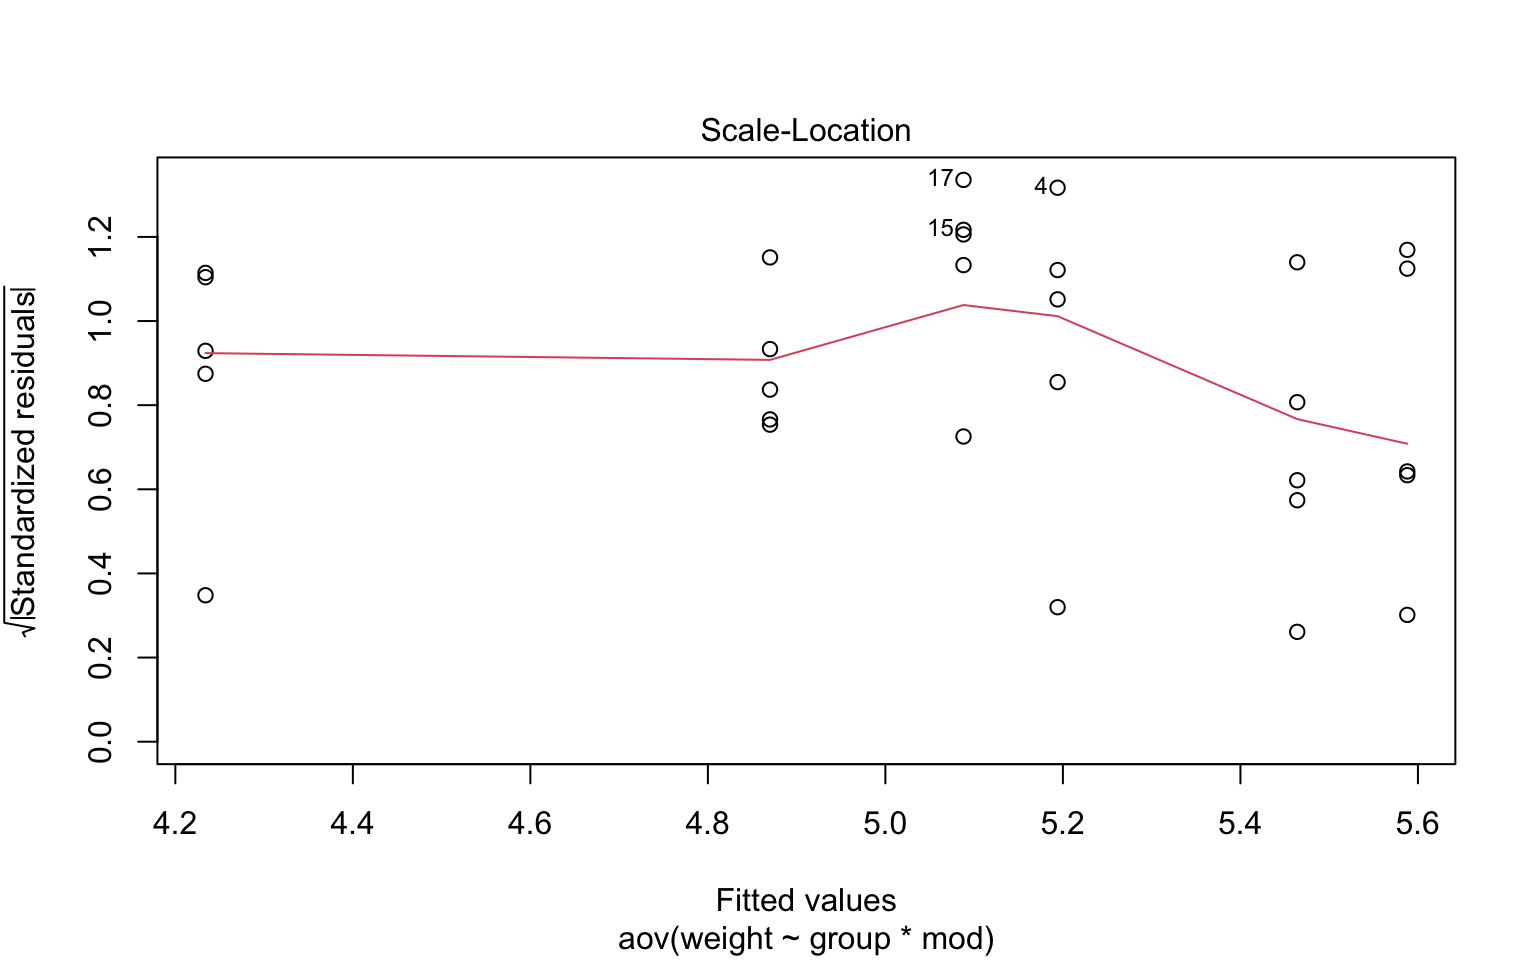 Scale-Location
√|Standardized residuals|
1.2
1.0
0.8
0.6
0.4
0.2
0.0
17
4
15
4.2 4.4 4.6 4.8 5.0 5.2 5.4 5.6
Fitted values
aov(weight ~ group * mod)